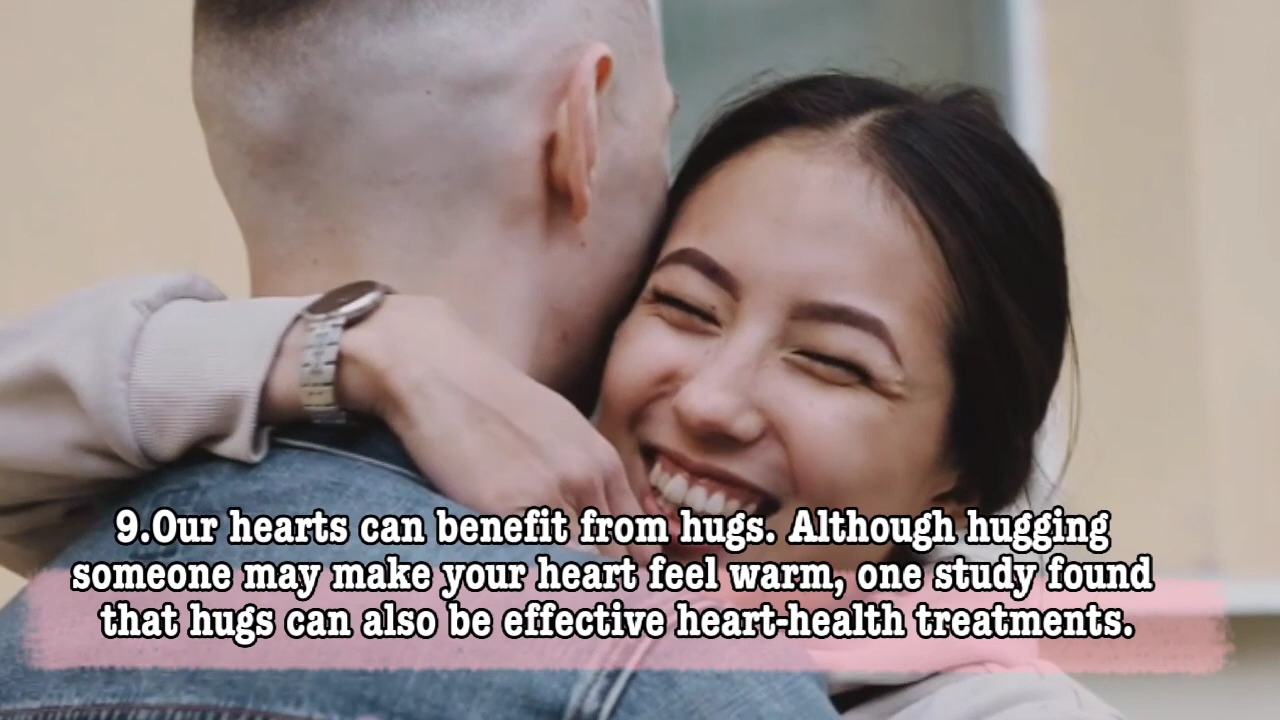 9.Our hearts can benefit from hugs. Although hugging
someone may make your heart feel warm, one study found
that hugs can also be effective heart-health treatments.